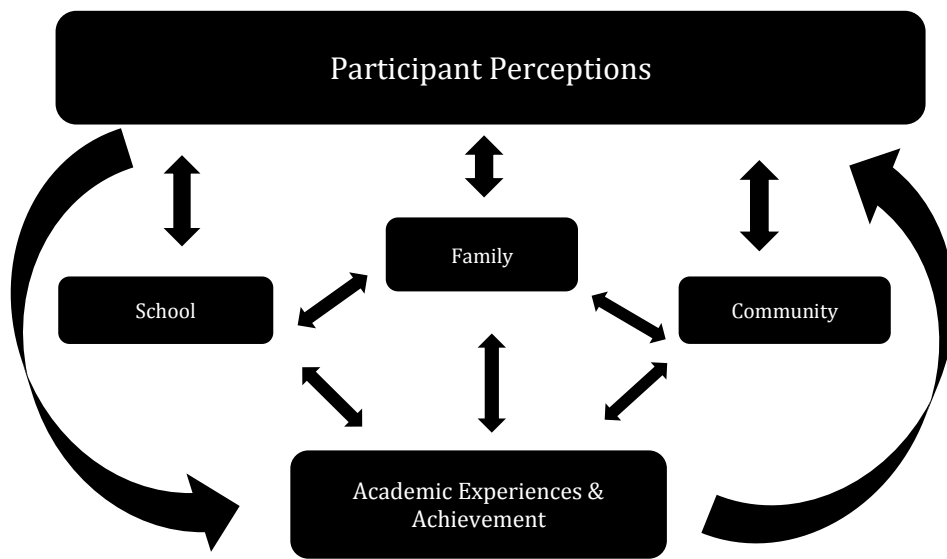 Participant Perceptions
Family
School
Community
Academic Experiences &
Achievement